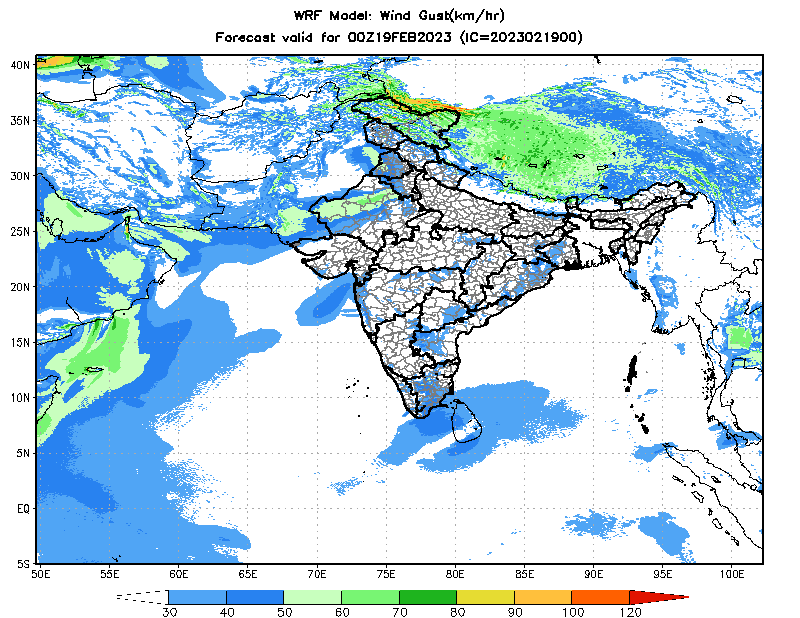 WRF Model: Wind Gust(km/hr)
Forecast valid for 00Z19FEB2023 (IC=2023021900)
40N
35N
30N
25N
20N
15N
10N
5N
EQ
5S
50E 55E 60E 65E 70E 75E 80E 85E 90E 95E 100E
30 40 50 60 70 80 90 100 120